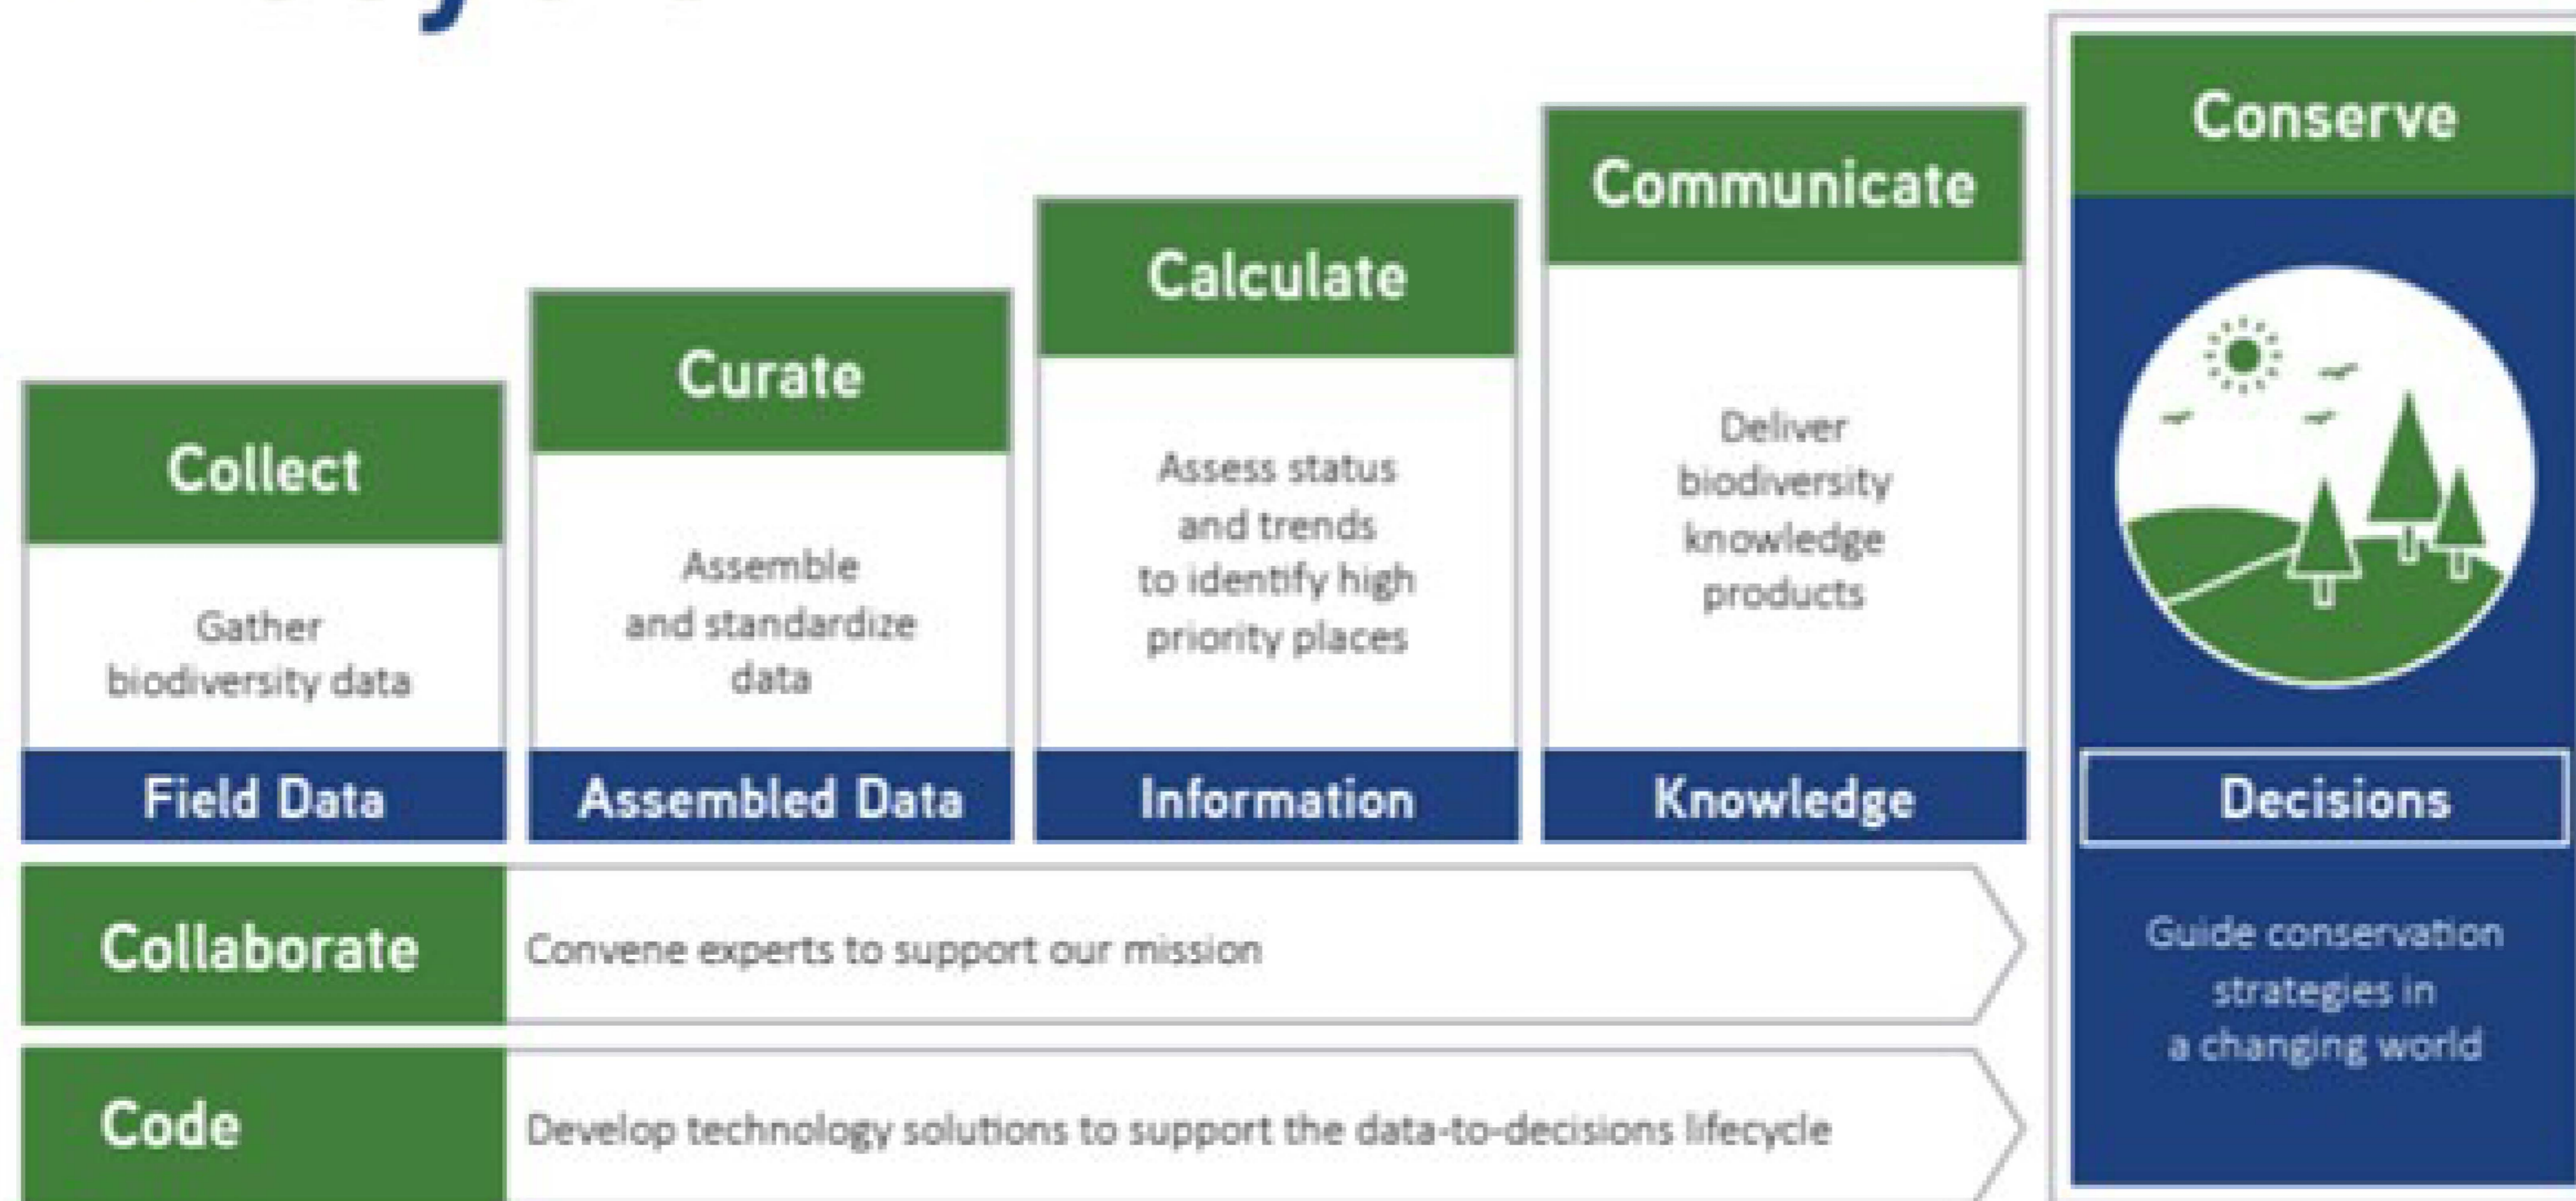 Conserve
Communicate
Calculate
Curate
Collect
Gather
biodiversity data
Field Data
Assemble
and standardize
data
Assembled Data
Assess status
and trends
to identify high
priority places
Information
Deliver
biodiversity
knowledge
products
Knowledge
Decisions
Guide conservation
strategies in
a changing world
Collaborate
Convene experts to support our mission
Code
Develop technology solutions to support the data-to-decisions lifecycle